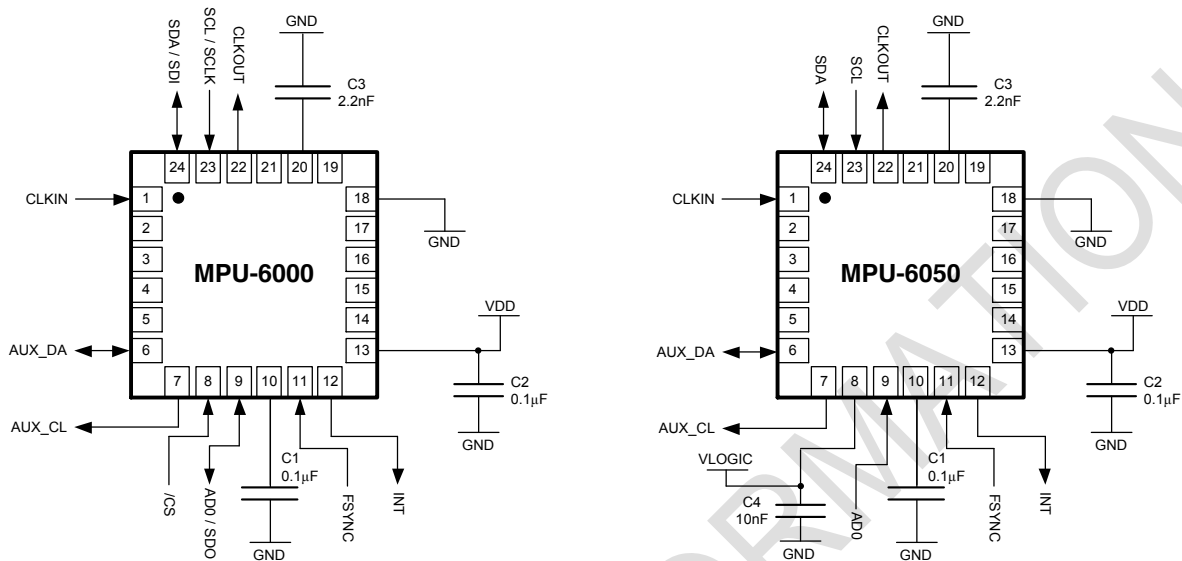 GND
SDA / SDI
SCL / SCLK
CLKOUT
C3
2.2nF
24 23 22 21 20 19
CLKIN
1
2
3
4
5
6
18
17
16
15
14
13
GND
MPU-6000
VDD
AUX_DA
C2
0.1µF
GND
7 8 9 10 11 12
AUX_CL
/CS
AD0 / SDO
C1
0.1µF
GND
FSYNC
INT
GND
SDA
SCL
CLKOUT
C3
2.2nF
24 23 22 21 20 19
CLKIN
1
2
3
4
5
6
18
17
16
15
14
13
GND
MPU-6050
VDD
AUX_DA
C2
0.1µF
GND
7 8 9 10 11 12
AUX_CL
VLOGIC
C4
10nF
GND
AD0
C1
0.1µF
GND
FSYNC
INT
ORMATION